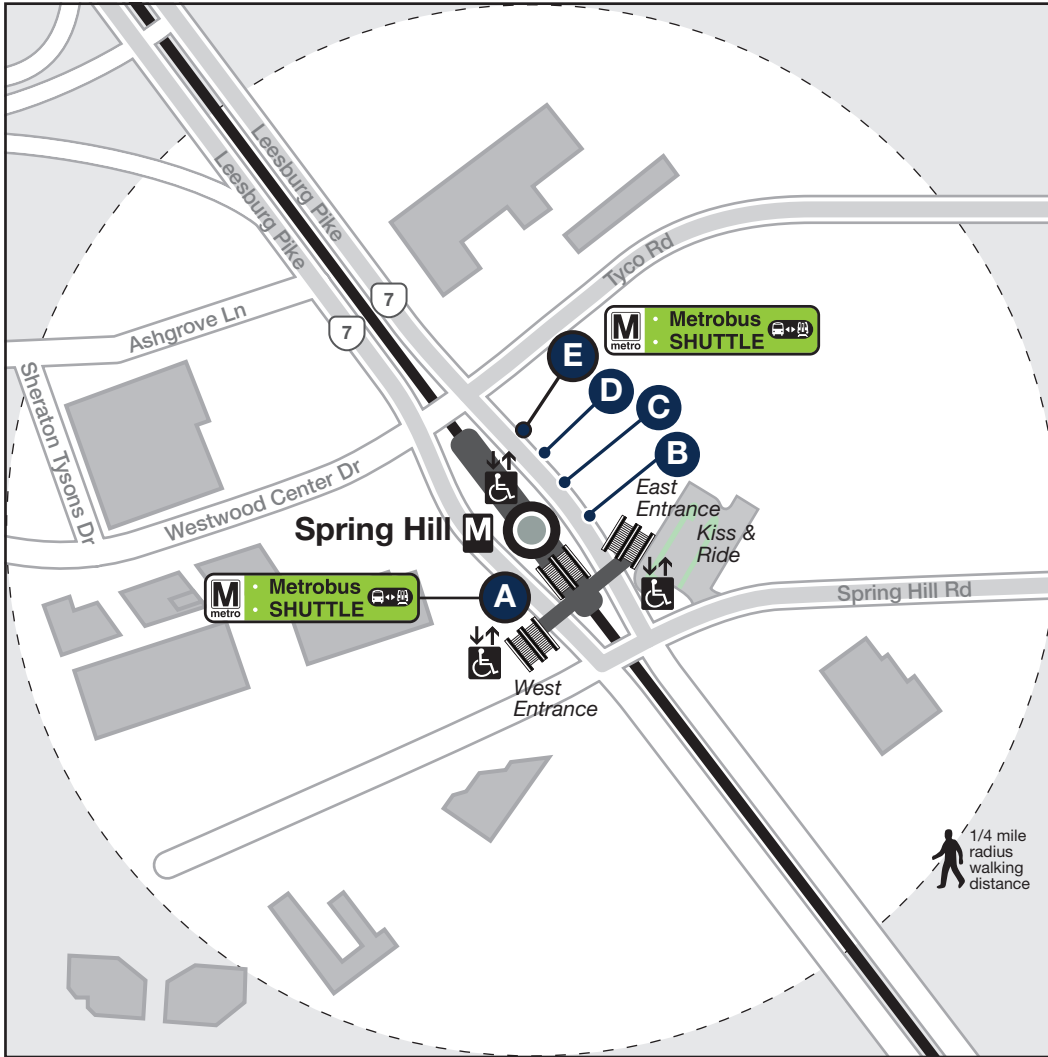 Leesburg Pike
Leesburg Pike
7
7
Tyco Rd
Ashgrove Ln
Sheraton Tysons Dr
Westwood Center Dr
M
metro
• Metrobus
• SHUTTLE
E
D
C
B
East
Entrance
Kiss &
Ride
Spring Hill M
M
metro
• Metrobus
• SHUTTLE
A
Spring Hill Rd
West
Entrance
1/4 mile
radius
walking
distance